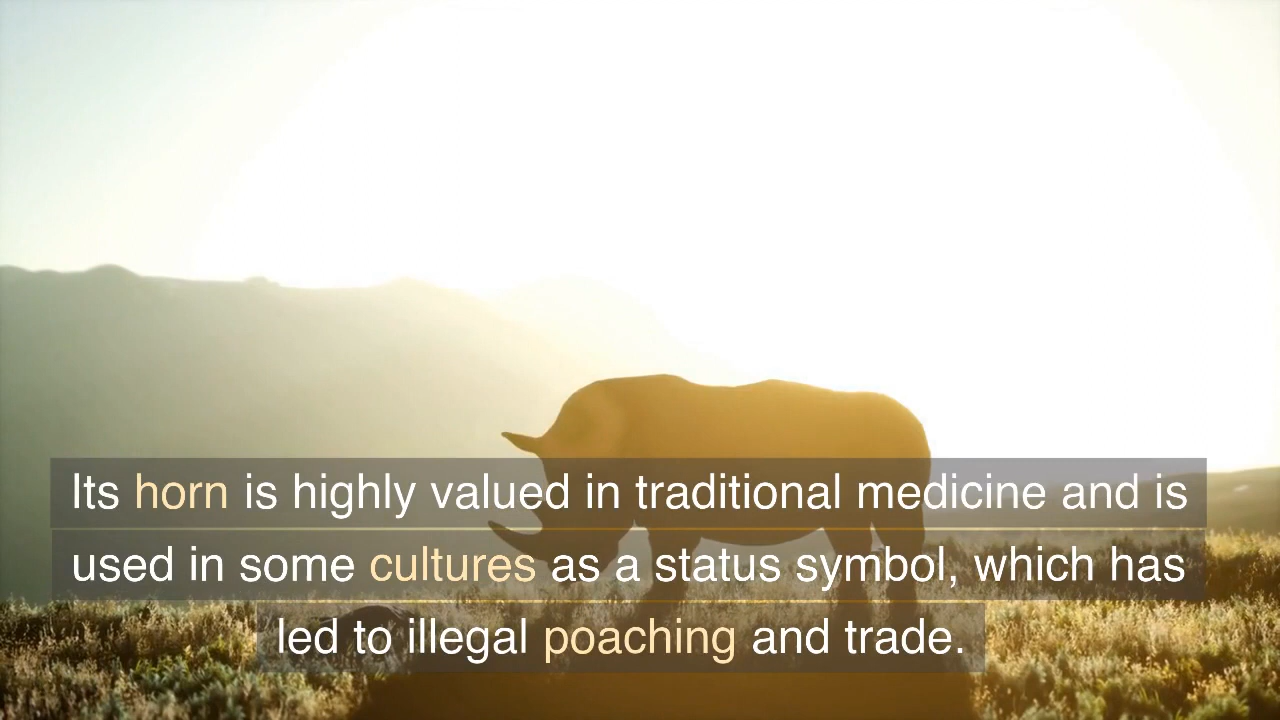 Its horn is highly valued in traditional medicine and is
used in some cultures as a status symbol, which has
led to illegal poaching and trade.